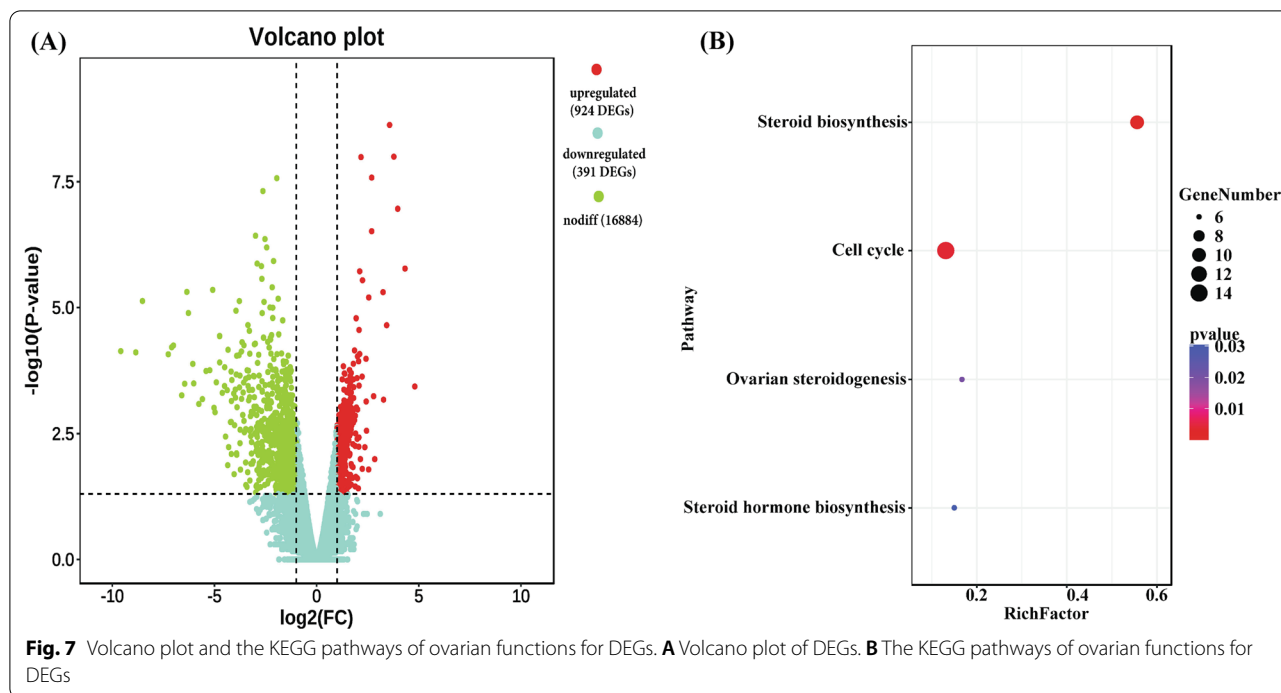 (A)
Volcano plot
-log10(P-value)
7.5
5.0
2.5
0.0
-10
-5
0
5
10
log2(FC)
upregulated
(924 DEGs)
downregulated
(391 DEGs)
nodiff (16884)
(B)
Pathway
Steroid biosynthesis
Cell cycle
Ovarian steroidogenesis
Steroid hormone biosynthesis
0.2
0.4
0.6
RichFactor
GeneNumber
6
8
10
12
14
pvalue
0.03
0.02
0.01
Fig. 7 Volcano plot and the KEGG pathways of ovarian functions for DEGs. A Volcano plot of DEGs. B The KEGG pathways of ovarian functions for
DEGs